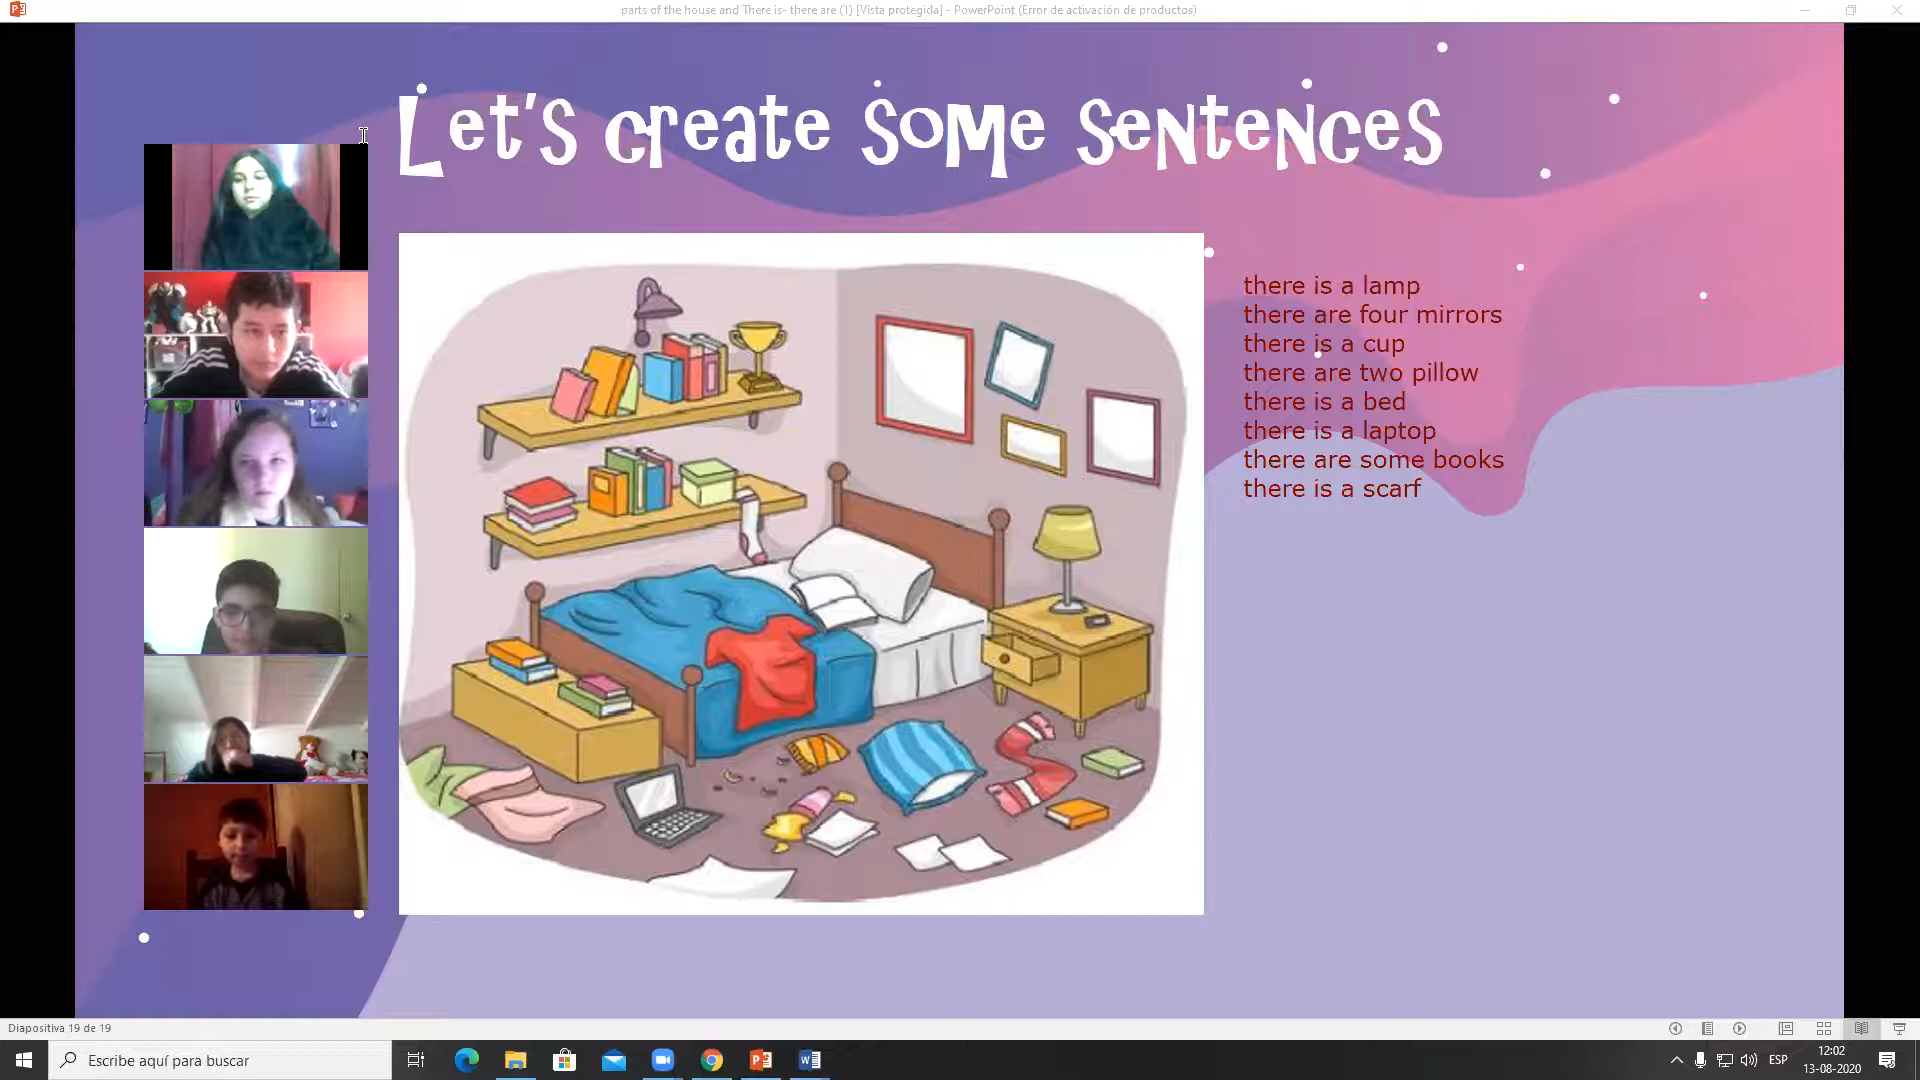 parts of the house and There is- there are (1) [Vista protegida] - PowerPoint (Error de activación de productos)
Let's create some sentences
there is a lamp
there are four mirrors
there is a cup
there are two pillow
there is a bed
there is a laptop
there are some books
there is a scarf
Diapositiva 19 de 19
Escribe aquí para buscar
ESP
12:02
13-08-2020